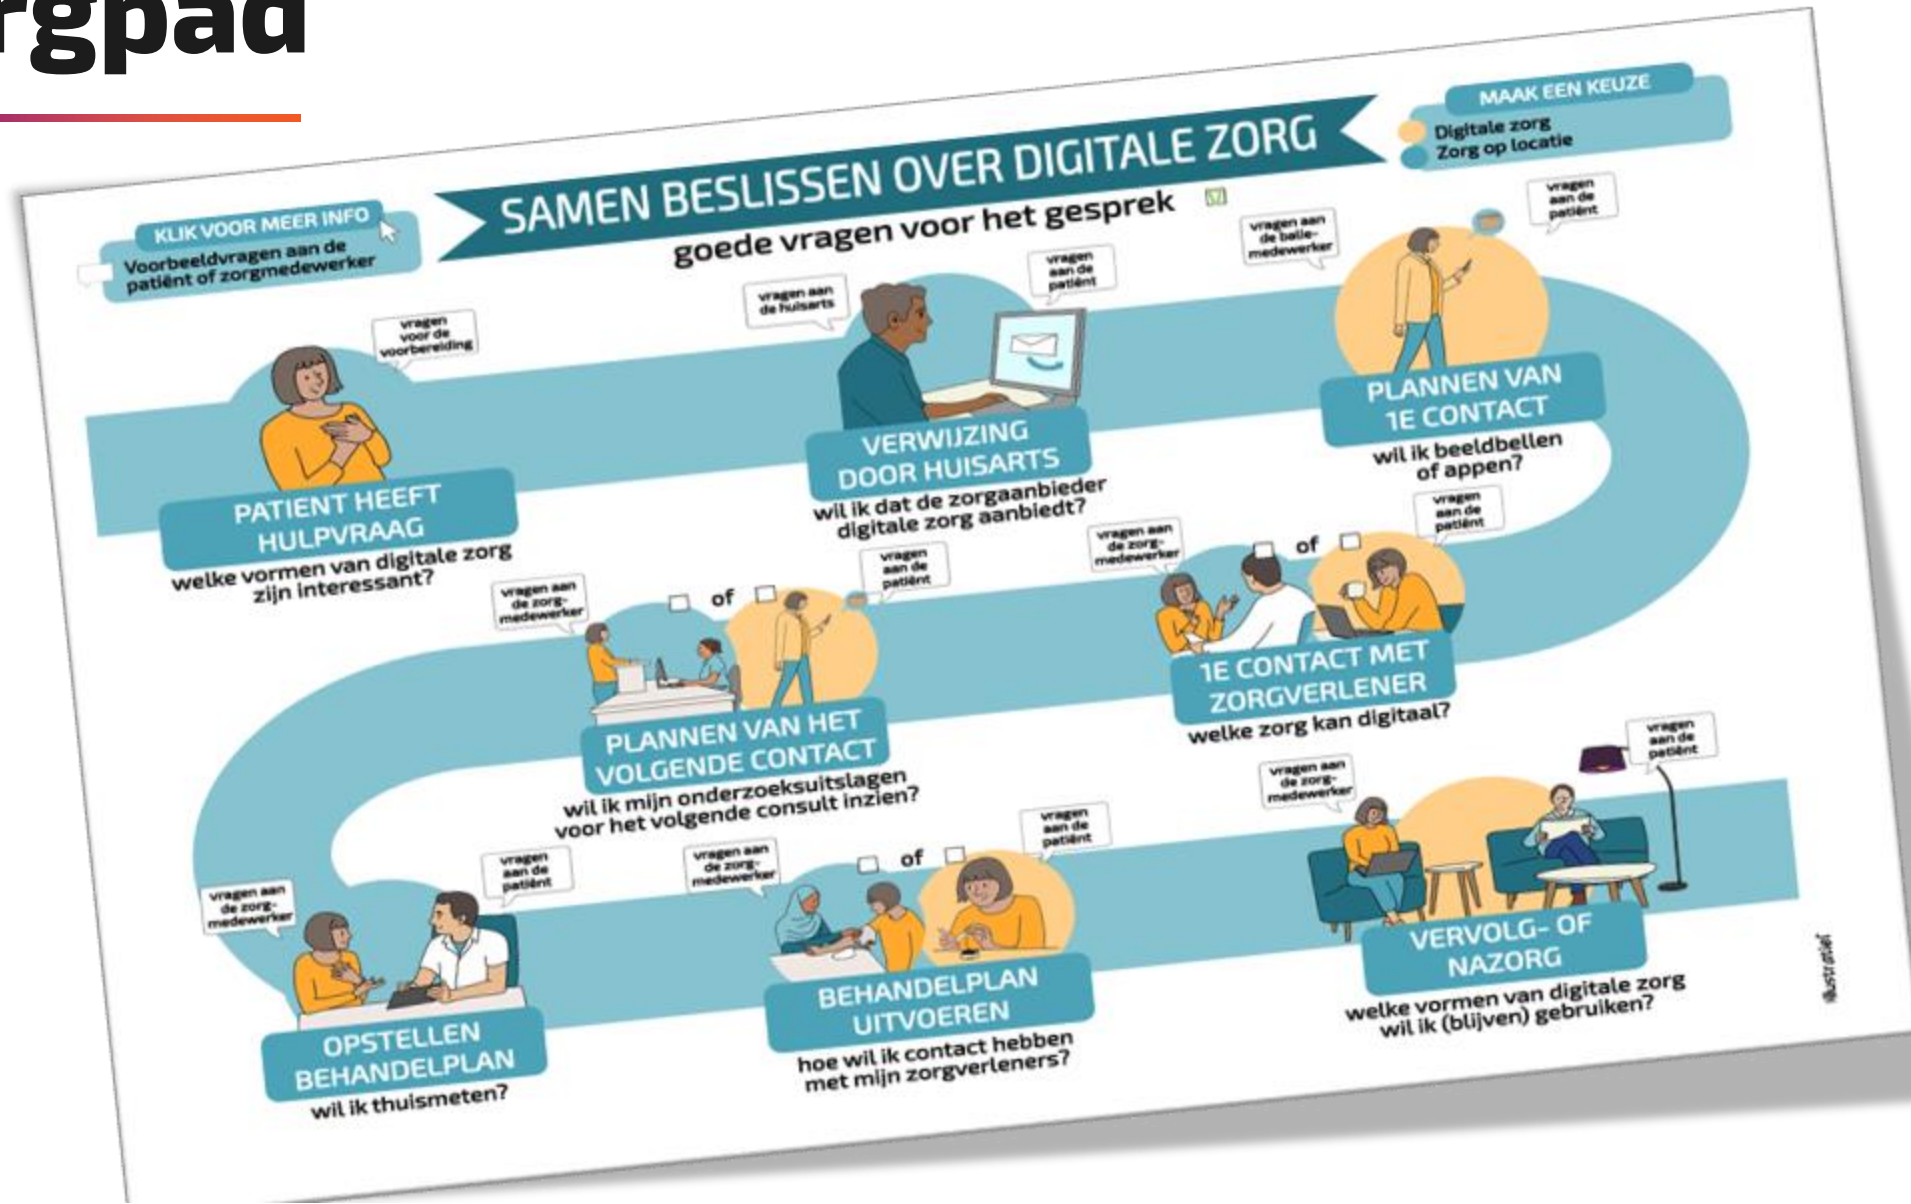 rgpad
KLIK VOOR MEER INFO
Voorbeeldvragen aan de
patiënt of zorgmedewerker
SAMEN BESLISSEN OVER DIGITALE ZORG
goede vragen voor het gesprek
MAAK EEN KEUZE
Digitale zorg
Zorg op locatie
vragen
voor de
voorbereiding
PATIENT HEEFT
HULPVRAAG
welke vormen van digitale zorg
zijn interessant?
vragen aan
de huisarts
vragen
aan de
patiënt
VERWIJZING
DOOR HUISARTS
wil ik dat de zorgaanbieder
digitale zorg aanbiedt?
vragen aan
de balie-
medewerker
vragen
aan de
patiënt
PLANNEN VAN
1E CONTACT
wil ik beeldbellen
of appen?
vragen aan
de zorg-
medewerker
of
vragen
aan de
patiënt
1E CONTACT MET
ZORGVERLENER
welke zorg kan digitaal?
vragen aan
de zorg-
medewerker
of
vragen
aan de
patiënt
PLANNEN VAN HET
VOLGENDE CONTACT
wil ik mijn onderzoeksuitslagen
voor het volgende consult inzien?
vragen aan
de zorg-
medewerker
vragen
aan de
patiënt
OPSTELLEN
BEHANDELPLAN
wil ik thuismeten?
vragen aan
de zorg-
medewerker
of
vragen
aan de
patiënt
BEHANDELPLAN
UITVOEREN
hoe wil ik contact hebben
met mijn zorgverleners?
vragen aan
de zorg-
medewerker
vragen
aan de
patiënt
VERVOLG- OF
NAZORG
welke vormen van digitale zorg
wil ik (blijven) gebruiken?
illustratief